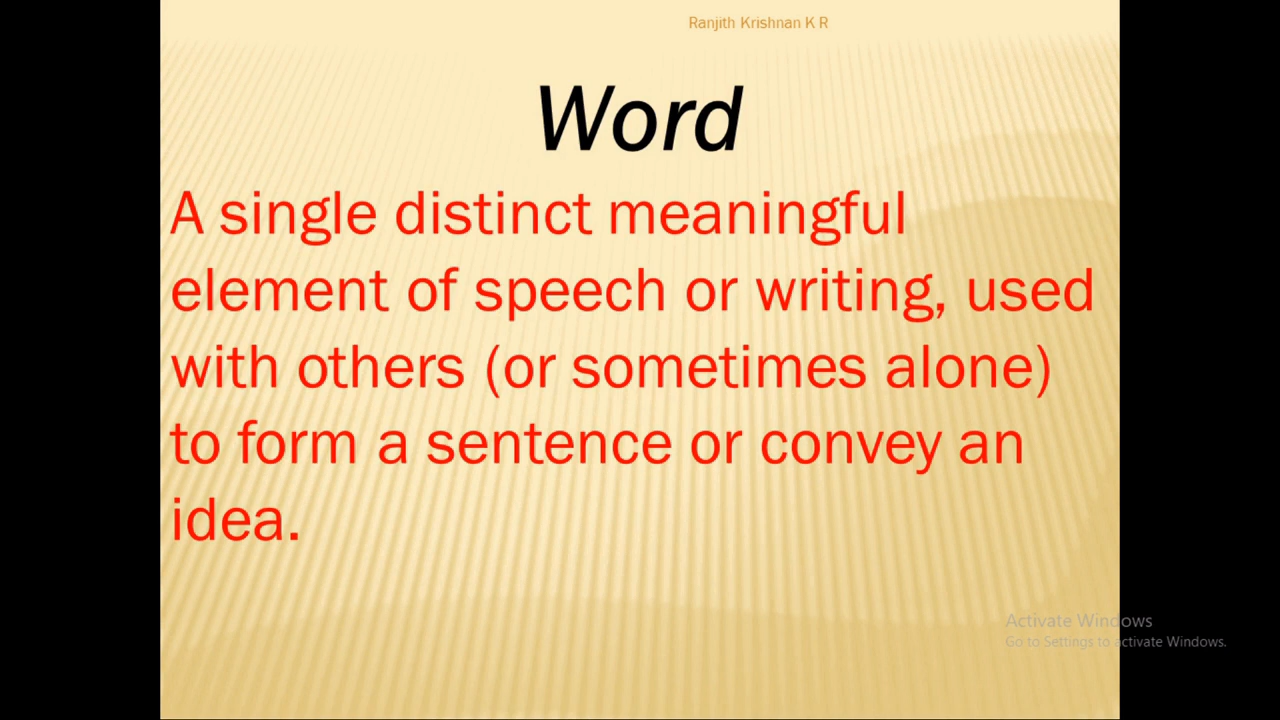 Ranjith Krishnan K R
Word
A single distinct meaningful
element of speech or writing, used
with others (or sometimes alone)
to form a sentence or convey an
idea.
Activate Windows
Go to Settings to activate Windows.